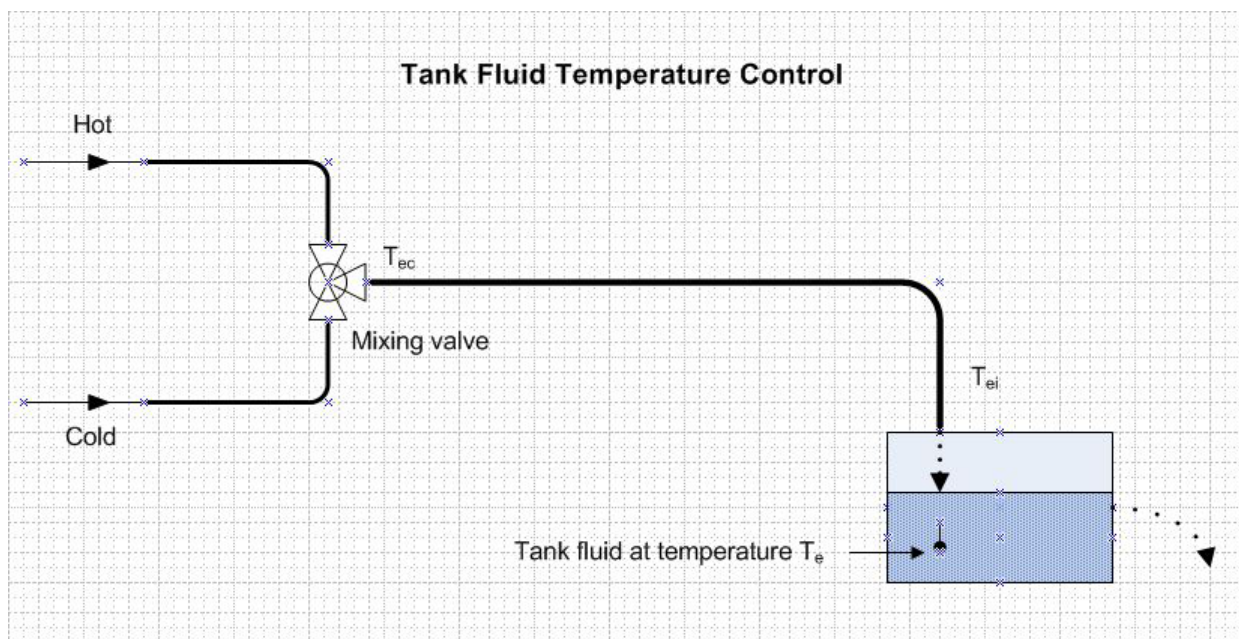 Tank Fluid Temperature Control
Hot
Tec
Mixing valve
Tei
Cold
Tank fluid at temperature Te